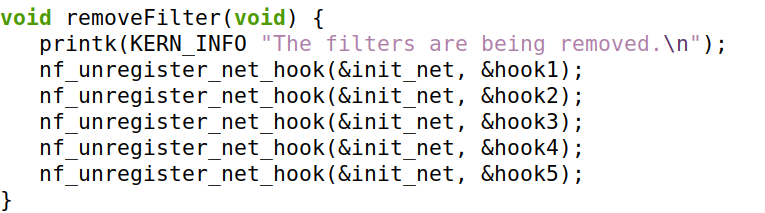 void removeFilter(void) {
   printk(KERN_INFO "The filters are being removed.\n");
   nf_unregister_net_hook(&init_net, &hook1);
   nf_unregister_net_hook(&init_net, &hook2);
   nf_unregister_net_hook(&init_net, &hook3);
   nf_unregister_net_hook(&init_net, &hook4);
   nf_unregister_net_hook(&init_net, &hook5);
}